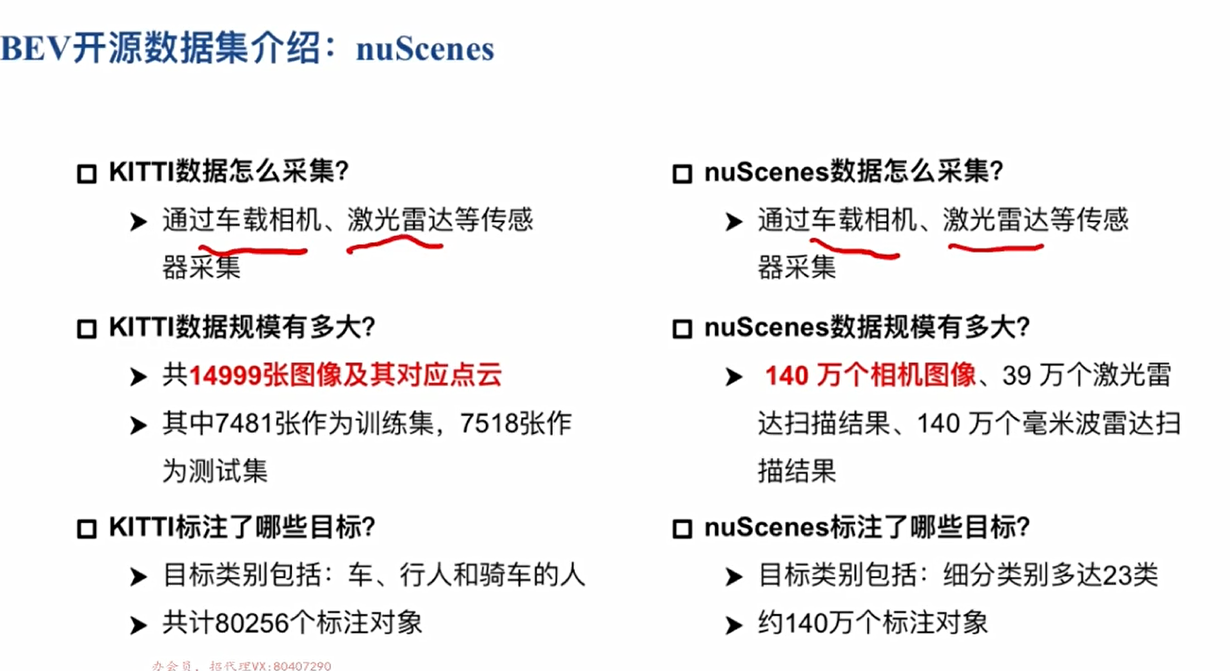 BEV开源数据集介绍：nuScenes
KITTI数据怎么采集?
通过车载相机、激光雷达等传感
器采集
KITTI数据规模有多大?
共14999张图像及其对应点云
其中7481张作为训练集，7518张作
为测试集
KITTI标注了哪些目标?
目标类别包括：车、行人和骑车的人
共计80256个标注对象
nuScenes数据怎么采集?
通过车载相机、激光雷达等传感
器采集
nuScenes数据规模有多大?
140 万个相机图像、39 万个激光雷
达扫描结果、140 万个毫米波雷达扫
描结果
nuScenes标注了哪些目标?
目标类别包括：细分类别多达23类
约140万个标注对象
办会员，招代理VX:80407290